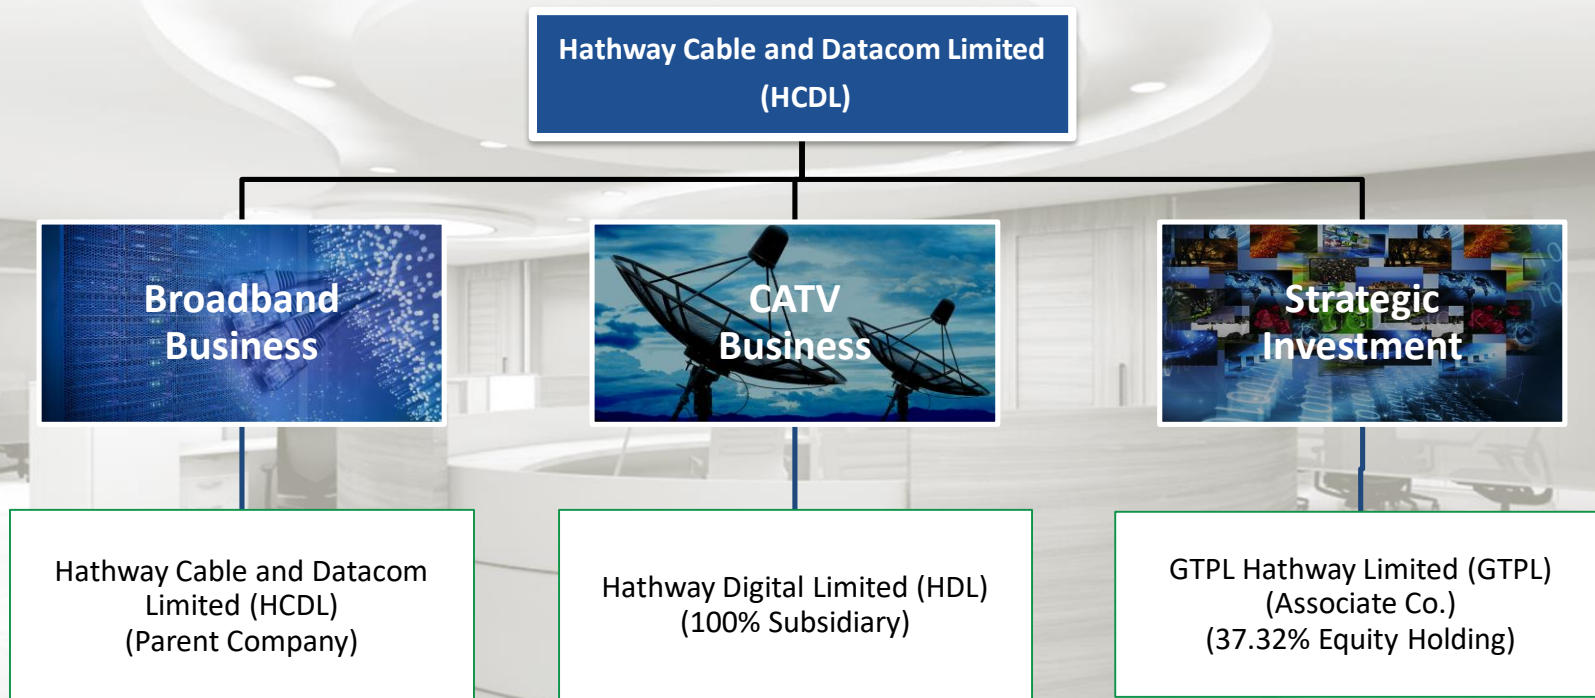 Hathway Cable and Datacom Limited
(HCDL)
Broadband
Business
CATV
Business
Strategic
Investment
Hathway Cable and Datacom
Limited (HCDL)
(Parent Company)
Hathway Digital Limited (HDL)
(100% Subsidiary)
GTPL Hathway Limited (GTPL)
(Associate Co.)
(37.32% Equity Holding)